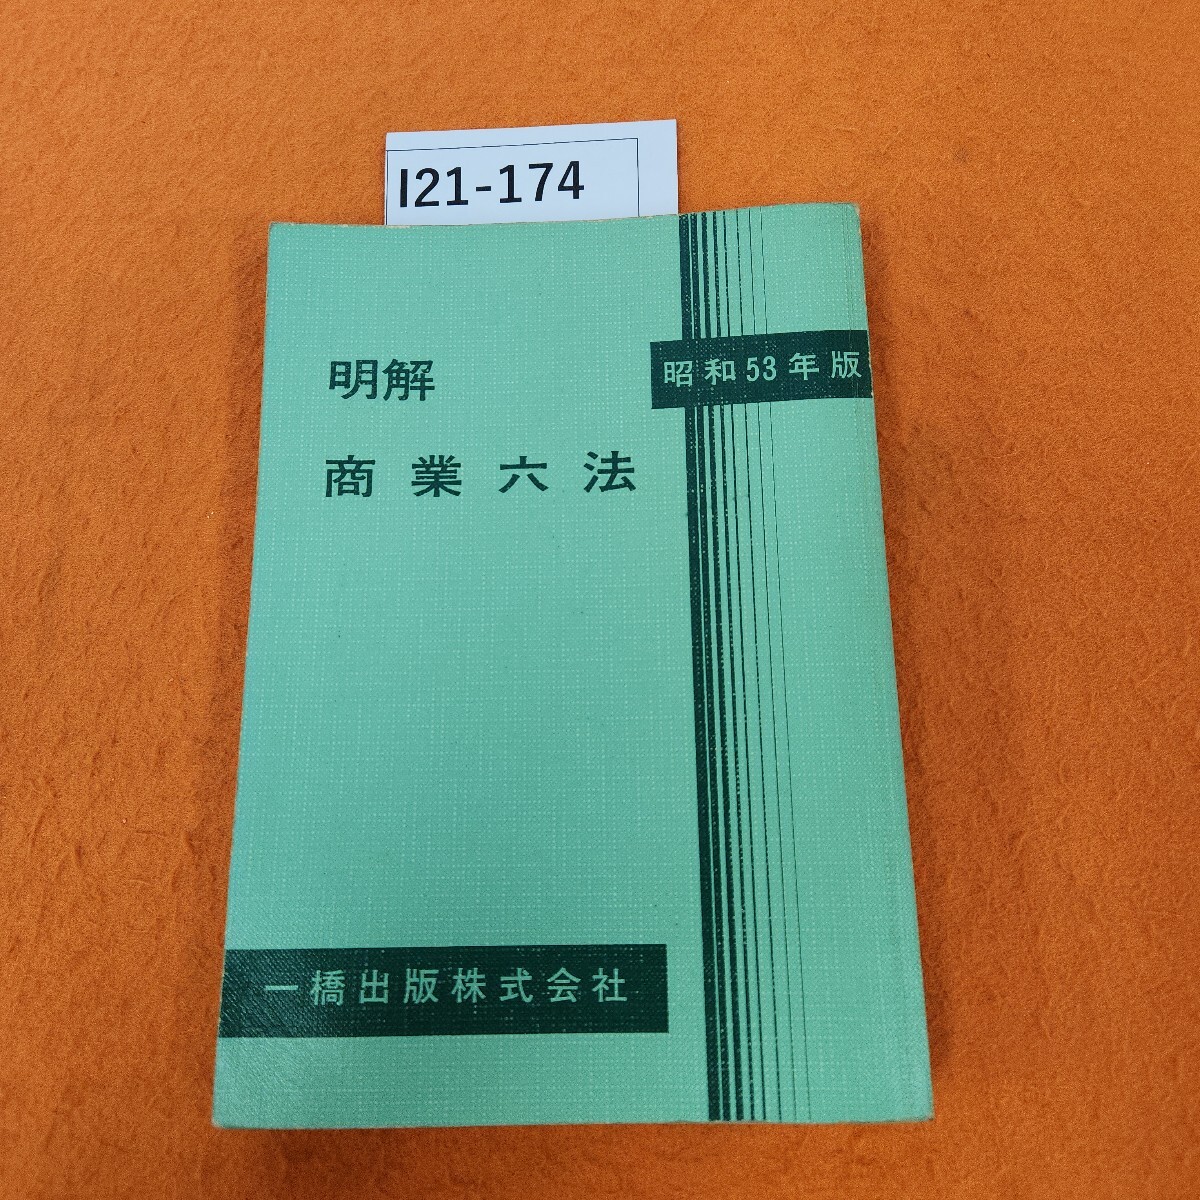 I21-174
昭和53年版
明解
商業六法
一橋出版株式会社